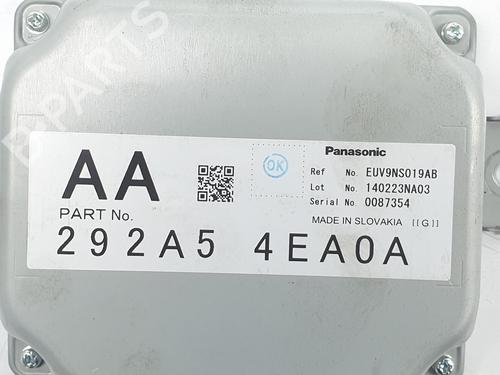 AA
PART No.
292A5 4EA0A
OK
Panasonic
Ref No. EUV9NS019AB
Lot No. 140223NA03
Serial No. 0087354
MADE IN SLOVAKIA [[G]]
B-PARTS